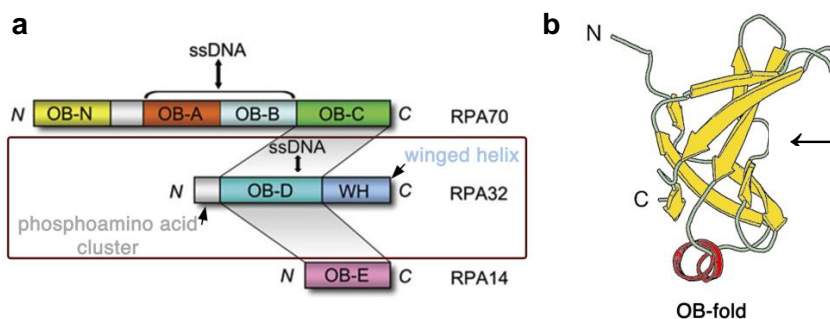 a
ssDNA
N OB-N OB-A OB-B OB-C C RPA70
ssDNA
winged helix
N OB-D WH C RPA32
phosphoamino acid
cluster
N OB-E C RPA14
b
N
C
OB-fold